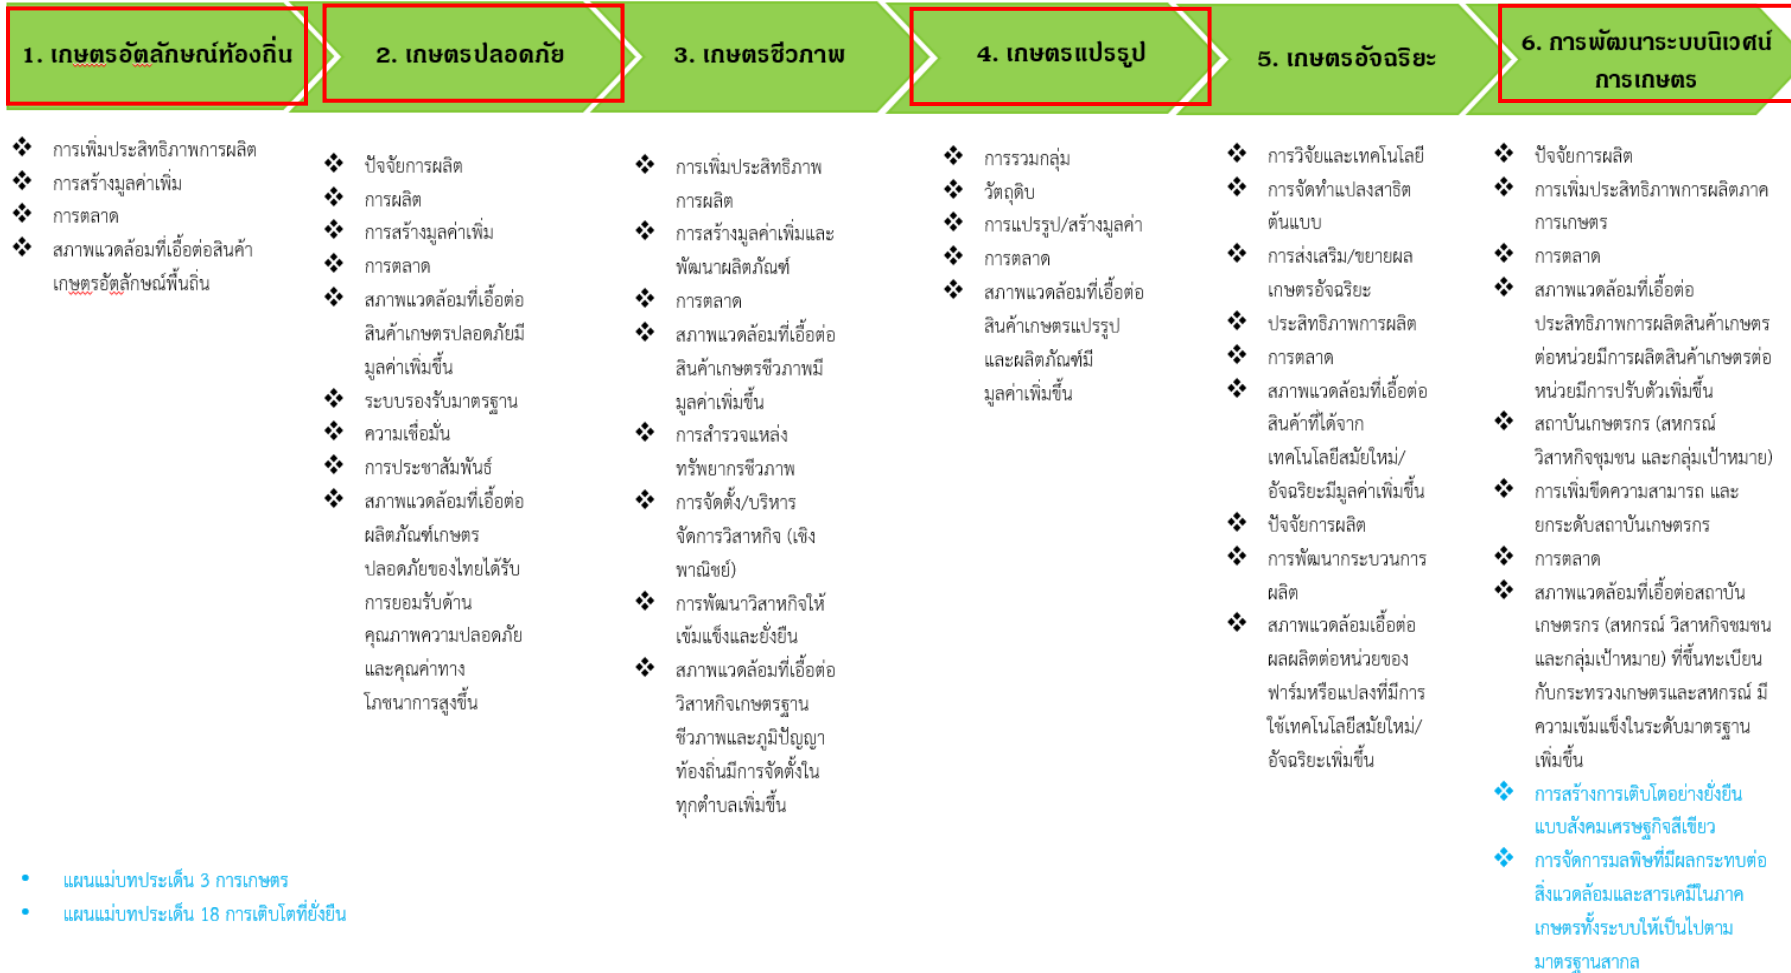 1. เกษตรอัตลักษณ์ท้องถิ่น
การเพิ่มประสิทธิภาพการผลิต
การสร้างมูลค่าเพิ่ม
การตลาด
สภาพแวดล้อมที่เอื้อต่อสินค้า
เกษตรอัตลักษณ์พื้นถิ่น
2. เกษตรปลอดภัย
ปัจจัยการผลิต
การผลิต
การสร้างมูลค่าเพิ่ม
การตลาด
สภาพแวดล้อมที่เอื้อต่อ
สินค้าเกษตรปลอดภัยมี
มูลค่าเพิ่มขึ้น
ระบบรองรับมาตรฐาน
ความเชื่อมั่น
การประชาสัมพันธ์
สภาพแวดล้อมที่เอื้อต่อ
ผลิตภัณฑ์เกษตร
ปลอดภัยของไทยได้รับ
การยอมรับด้าน
คุณภาพความปลอดภัย
และคุณค่าทาง
โภชนาการสูงขึ้น
3. เกษตรชีวภาพ
การเพิ่มประสิทธิภาพ
การผลิต
การสร้างมูลค่าเพิ่มและ
พัฒนาผลิตภัณฑ์
การตลาด
สภาพแวดล้อมที่เอื้อต่อ
สินค้าเกษตรชีวภาพมี
มูลค่าเพิ่มขึ้น
การสำรวจแหล่ง
ทรัพยากรชีวภาพ
การจัดตั้ง/บริหาร
จัดการวิสาหกิจ (เชิง
พาณิชย์)
การพัฒนาวิสาหกิจให้
เข้มแข็งและยั่งยืน
สภาพแวดล้อมที่เอื้อต่อ
วิสาหกิจเกษตรฐาน
ชีวภาพและภูมิปัญญา
ท้องถิ่นมีการจัดตั้งใน
ทุกตำบลเพิ่มขึ้น
4. เกษตรแปรรูป
การรวมกลุ่ม
วัตถุดิบ
การแปรรูป/สร้างมูลค่า
การตลาด
สภาพแวดล้อมที่เอื้อต่อ
สินค้าเกษตรแปรรูป
และผลิตภัณฑ์มี
มูลค่าเพิ่มขึ้น
5. เกษตรอัจฉริยะ
การวิจัยและเทคโนโลยี
การจัดทำแปลงสาธิต
ต้นแบบ
การส่งเสริม/ขยายผล
เกษตรอัจฉริยะ
ประสิทธิภาพการผลิต
การตลาด
สภาพแวดล้อมที่เอื้อต่อ
สินค้าที่ได้จาก
เทคโนโลยีสมัยใหม่/
อัจฉริยะมีมูลค่าเพิ่มขึ้น
ปัจจัยการผลิต
การพัฒนากระบวนการ
ผลิต
สภาพแวดล้อมเอื้อต่อ
ผลผลิตต่อหน่วยของ
ฟาร์มหรือแปลงที่มีการ
ใช้เทคโนโลยีสมัยใหม่/
อัจฉริยะเพิ่มขึ้น
6. การพัฒนาระบบนิเวศน์
การเกษตร
ปัจจัยการผลิต
การเพิ่มประสิทธิภาพการผลิตภาค
การเกษตร
การตลาด
สภาพแวดล้อมที่เอื้อต่อ
ประสิทธิภาพการผลิตสินค้าเกษตร
ต่อหน่วยมีการผลิตสินค้าเกษตรต่อ
หน่วยมีการปรับตัวเพิ่มขึ้น
สถาบันเกษตรกร (สหกรณ์
วิสาหกิจชุมชน และกลุ่มเป้าหมาย)
การเพิ่มขีดความสามารถ และ
ยกระดับสถาบันเกษตรกร
การตลาด
สภาพแวดล้อมที่เอื้อต่อสถาบัน
เกษตรกร (สหกรณ์ วิสาหกิจชมชน
และกลุ่มเป้าหมาย) ที่ขึ้นทะเบียน
กับกระทรวงเกษตรและสหกรณ์ มี
ความเข้มแข็งในระดับมาตรฐาน
เพิ่มขึ้น
การสร้างการเติบโตอย่างยั่งยืน
แบบสังคมเศรษฐกิจสีเขียว
การจัดการมลพิษที่มีผลกระทบต่อ
สิ่งแวดล้อมและสารเคมีในภาค
เกษตรทั้งระบบให้เป็นไปตาม
มาตรฐานสากล
แผนแม่บทประเด็น 3 การเกษตร
แผนแม่บทประเด็น 18 การเติบโตที่ยั่งยืน